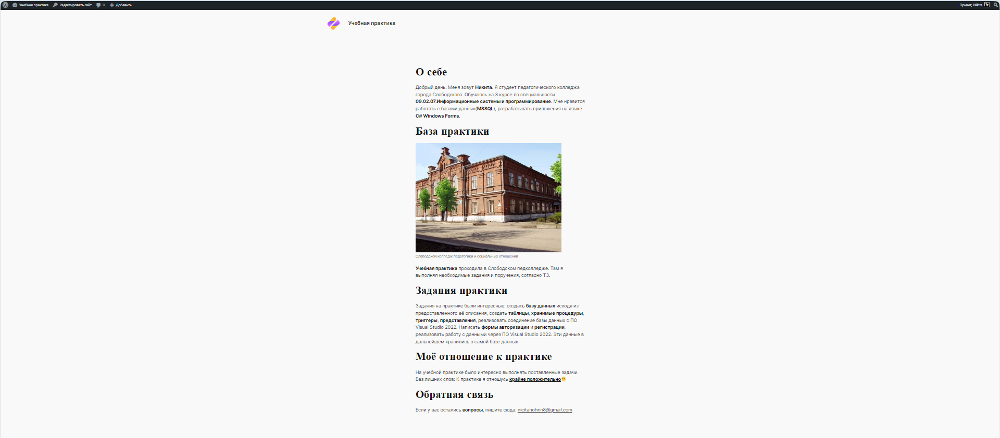 Учебная практика Редактировать сайт 0 Добавить Привет, Nikita
Учебная практика
О себе
Добрый день. Меня зовут Никита. Я студент педагогического колледжа
города Слободского. Обучаюсь на 3 курсе по специальности
09.02.07.Информационные системы и программирование. Мне нравится
работать с базами данных(MSSQL), разрабатывать приложения на языке
C# Windows Forms.
База практики
Слободской колледж педагогики и социальных отношений
Учебная практика проходила в Слободском педколледже. Там я
выполнял необходимые задания и поручения, согласно ТЗ.
Задания практики
Задания на практике были интересные: создать базу данных исходя из
предоставленного её описания, создать таблицы, хранимые процедуры,
триггеры, представления, реализовать соединение базы данных с ПО
Visual Studio 2022. Написать формы авторизации и регистрации,
реализовать работу с данными через ПО Visual Studio 2022. Эти данные в
дальнейшем хранились в самой базе данных
Моё отношение к практике
На учебной практике было интересно выполнять поставленные задачи.
Без лишних слов: К практике я отношусь крайне положительно🙂
Обратная связь
Если у вас остались вопросы, пишите сюда: nicitahohrin8@gmail.com